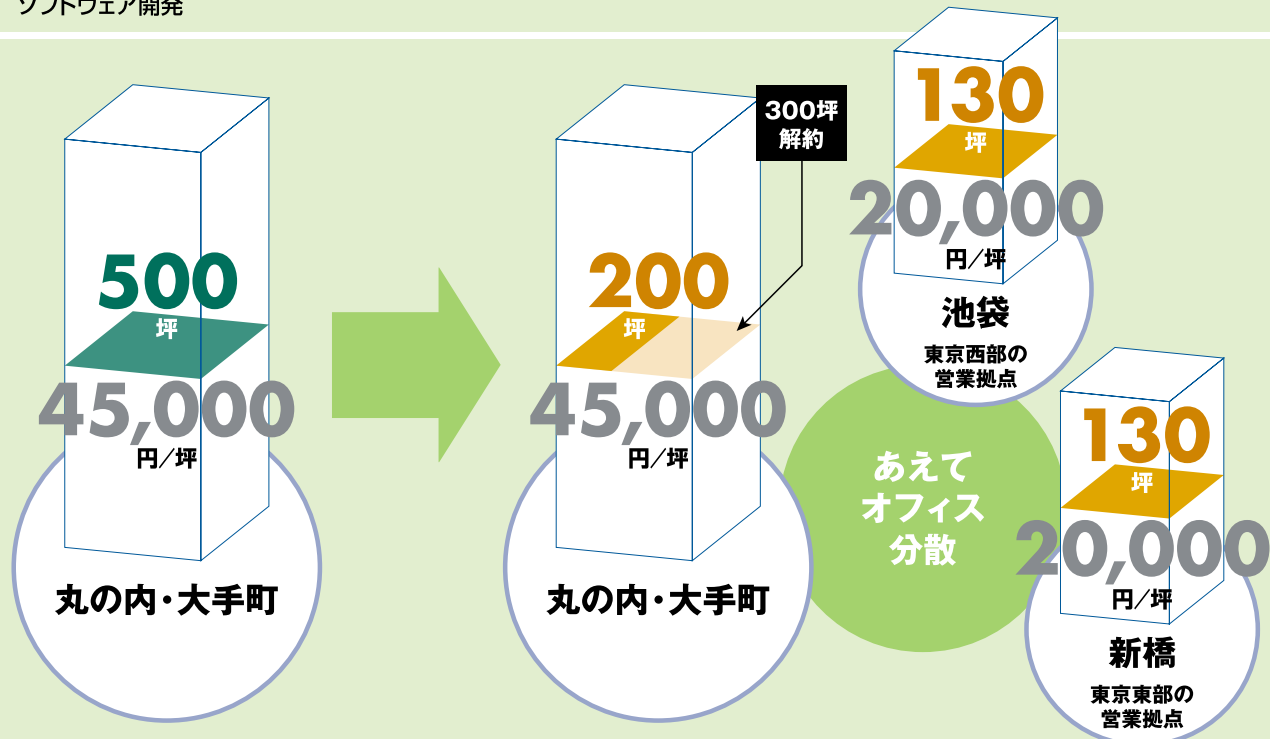 ソフトウェア開発
500
坪
45,000
円／坪
丸の内・大手町
300坪
解約
200
坪
45,000
円／坪
丸の内・大手町
あえて
オフィス
分散
130
坪
20,000
円／坪
池袋
東京西部の
営業拠点
130
坪
20,000
円／坪
新橋
東京東部の
営業拠点